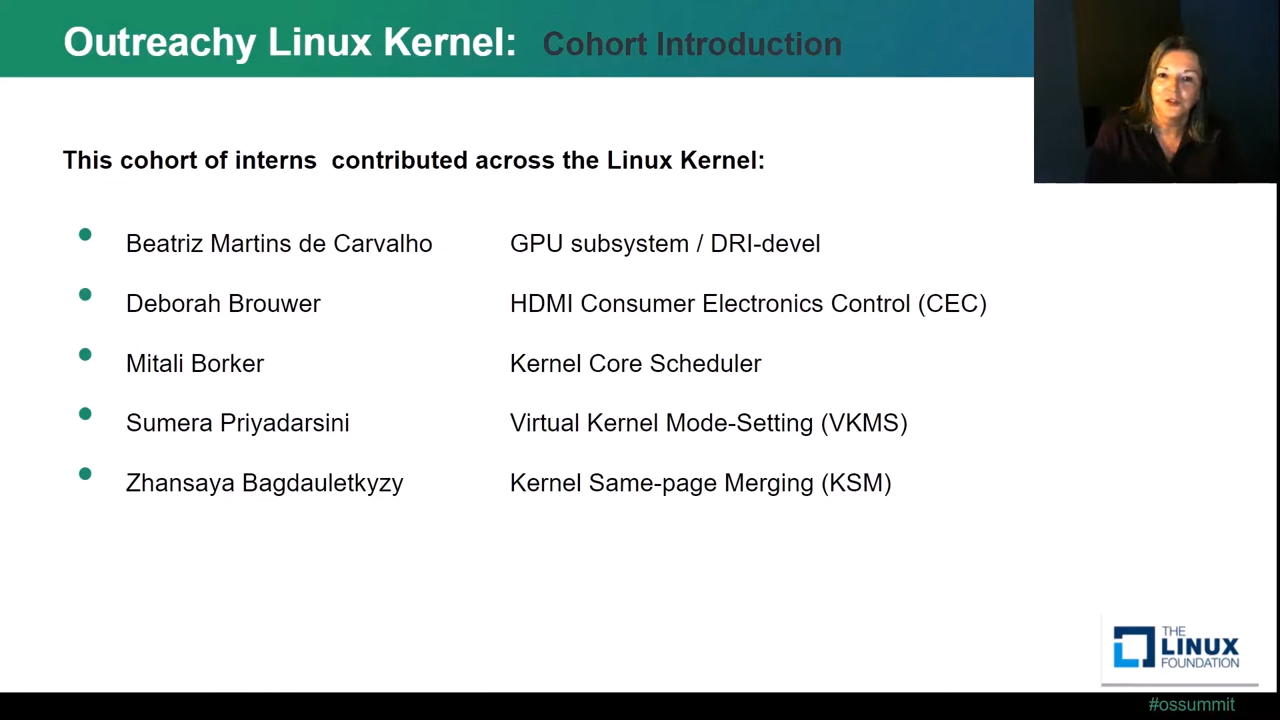 Outreachy Linux Kernel: Cohort Introduction
This cohort of interns contributed across the Linux Kernel:
Beatriz Martins de Carvalho GPU subsystem / DRI-devel
Deborah Brouwer HDMI Consumer Electronics Control (CEC)
Mitali Borker Kernel Core Scheduler
Sumera Priyadarsini Virtual Kernel Mode-Setting (VKMS)
Zhansaya Bagdauletkyzy Kernel Same-page Merging (KSM)
THE
LINUX
FOUNDATION
#ossummit